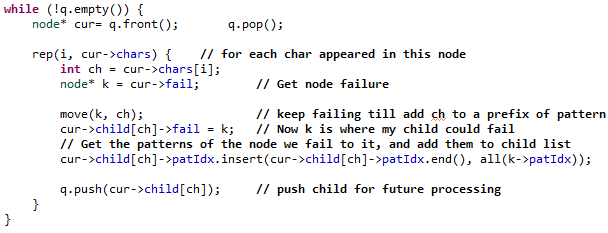 while (!q.empty()) {
node* cur= q.front(); q.pop();
rep(i, cur->chars) { // for each char appeared in this node
int ch = cur->chars[i];
node* k = cur->fail; // Get node failure
move(k, ch); // keep failing till add ch to a prefix of pattern
cur->child[ch]->fail = k; // Now k is where my child could fail
// Get the patterns of the node we fail to it, and add them to child list
cur->child[ch]->patIdx.insert(cur->child[ch]->patIdx.end(), all(k->patIdx));
q.push(cur->child[ch]); // push child for future processing
}
}